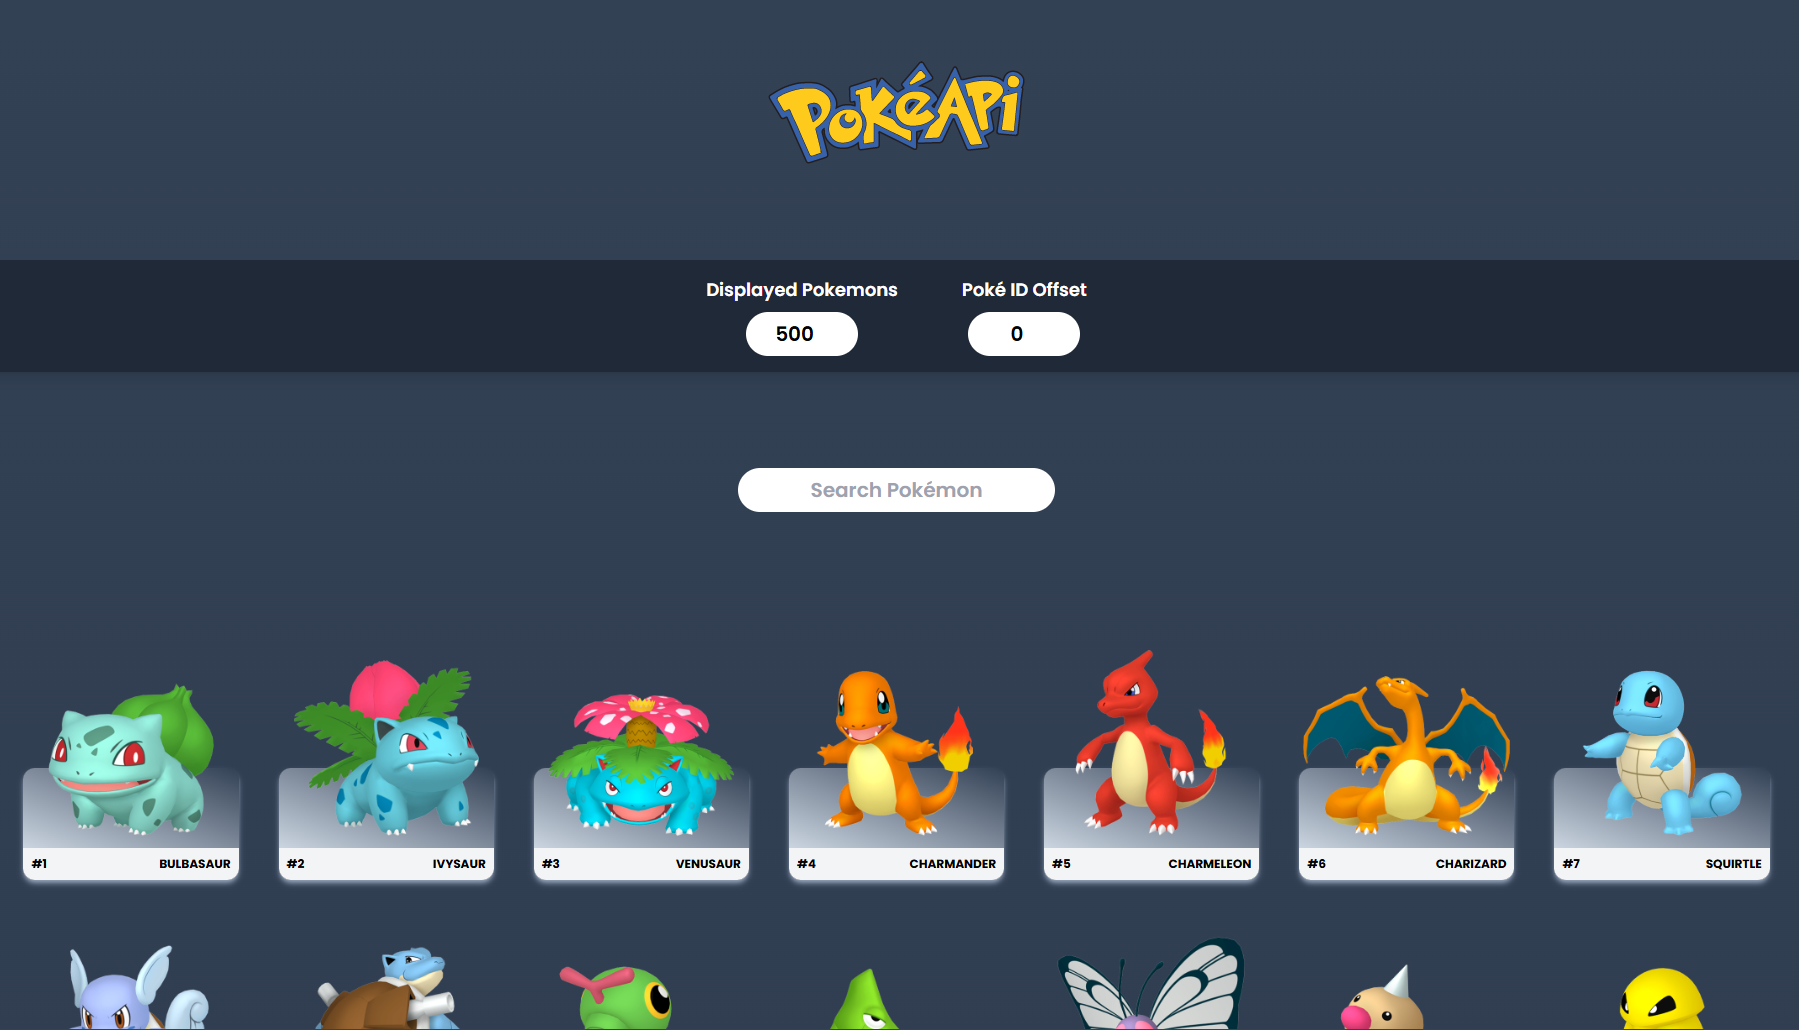 PokéApi
Displayed Pokemons
Poké ID Offset
500
0
Search Pokémon
#1 BULBASAUR
#2 IVYSAUR
#3 VENUSAUR
#4 CHARMANDER
#5 CHARMELEON
#6 CHARIZARD
#7 SQUIRTLE